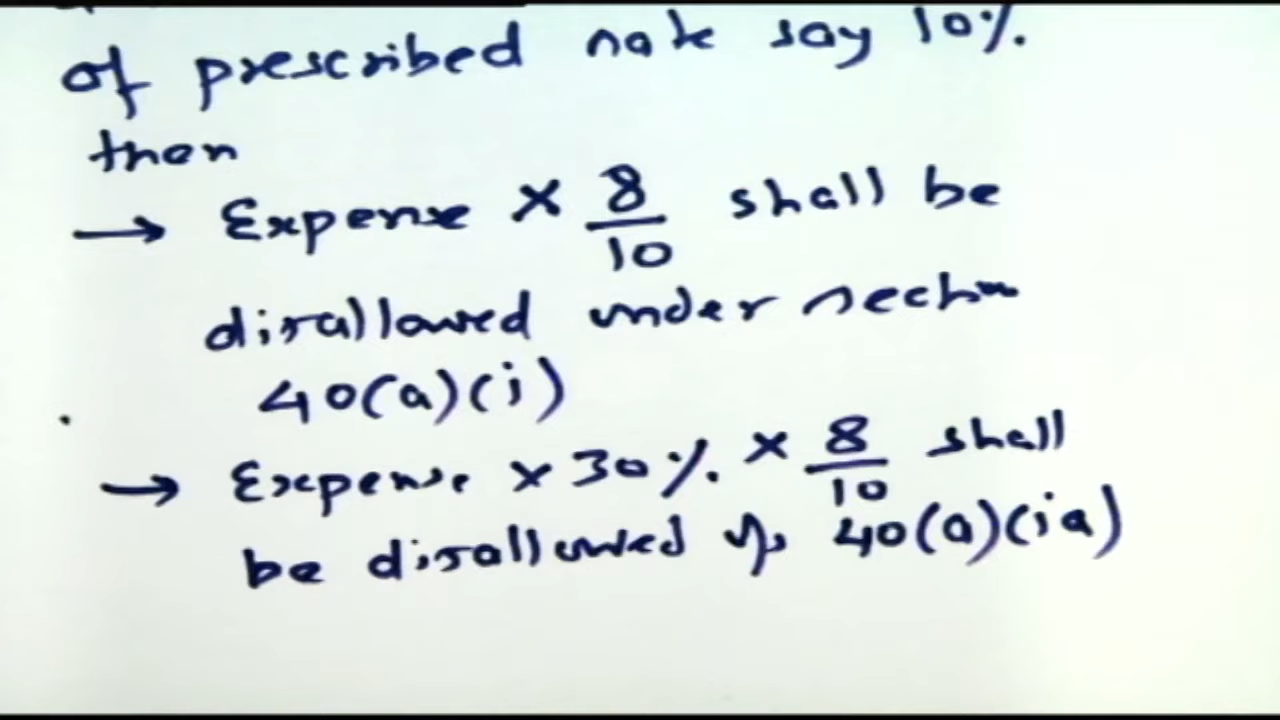 of prescribed rate say 10%.
then
→ Expense × 8/10 shall be
disallowed under section
40(a)(i)
→ Expense × 30% × 8/10 shall
be disallowed u/s 40(a)(ia)